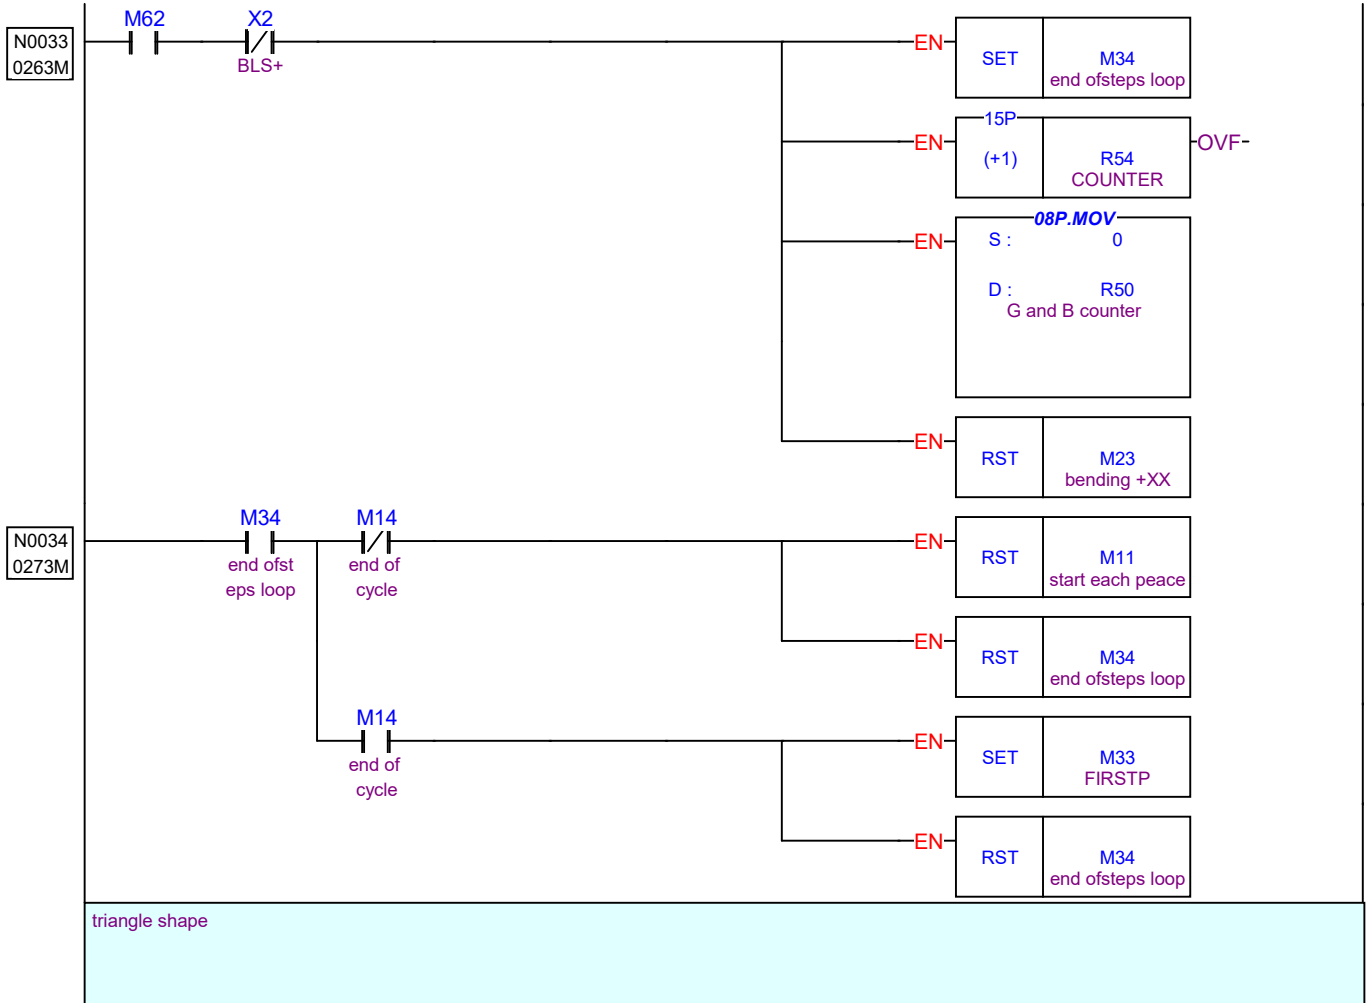 M62 X2
N0033
0263M
BLS+
EN SET M34
end ofsteps loop
15P
EN (+1) R54 OVF
COUNTER
08P.MOV
EN S : 0
D : R50
G and B counter
EN RST M23
bending +XX
M34 M14
N0034
0273M
end ofst
eps loop
end of
cycle
EN RST M11
start each peace
EN RST M34
end ofsteps loop
M14
end of
cycle
EN SET M33
FIRSTP
EN RST M34
end ofsteps loop
triangle shape